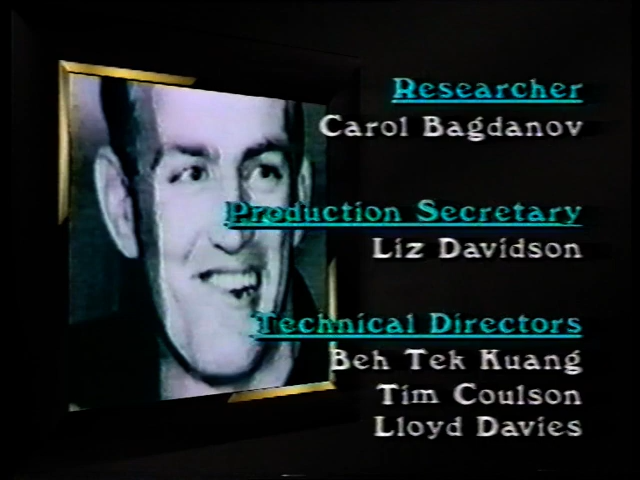 Researcher
Carol Bagdanov
Production Secretary
Liz Davidson
Technical Directors
Beh Tek Kuang
Tim Coulson
Lloyd Davies